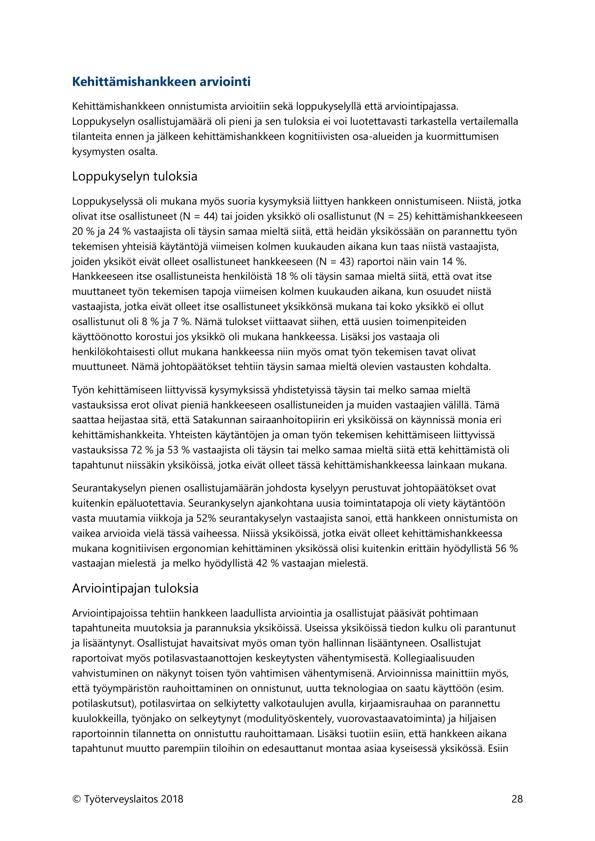 Kehittämishankkeen arviointi
Kehittämishankkeen onnistumista arvioitiin sekä loppukyselyllä että arviointipajassa.
Loppukyselyn osallistujamäärä oli pieni ja sen tuloksia ei voi luotettavasti tarkastella vertailemalla
tilanteita ennen ja jälkeen kehittämishankkeen kognitiivisten osa-alueiden ja kuormittumisen
kysymysten osalta.
Loppukyselyn tuloksia
Loppukyselyssä oli mukana myös suoria kysymyksiä liittyen hankkeen onnistumiseen. Niistä, jotka
olivat itse osallistuneet (N = 44) tai joiden yksikkö oli osallistunut (N = 25) kehittämishankkeeseen
20 % ja 24 % vastaajista oli täysin samaa mieltä siitä, että heidän yksikössään on parannettu työn
tekemisen yhteisiä käytäntöjä viimeisen kolmen kuukauden aikana kun taas niistä vastaajista,
joiden yksiköt eivät olleet osallistuneet hankkeeseen (N = 43) raportoi näin vain 14 %.
Hankkeeseen itse osallistuneista henkilöistä 18 % oli täysin samaa mieltä siitä, että ovat itse
muuttaneet työn tekemisen tapoja viimeisen kolmen kuukauden aikana, kun osuudet niistä
vastaajista, jotka eivät olleet itse osallistuneet yksikkönsä mukana tai koko yksikkö ei ollut
osallistunut oli 8 % ja 7 %. Nämä tulokset viittaavat siihen, että uusien toimenpiteiden
käyttöönotto korostui jos yksikkö oli mukana hankkeessa. Lisäksi jos vastaaja oli
henkilökohtaisesti ollut mukana hankkeessa niin myös omat työn tekemisen tavat olivat
muuttuneet. Nämä johtopäätökset tehtiin täysin samaa mieltä olevien vastausten kohdalta.
Työn kehittämiseen liittyvissä kysymyksissä yhdistetyissä täysin tai melko samaa mieltä
vastauksissa erot olivat pieniä hankkeeseen osallistuneiden ja muiden vastaajien välillä. Tämä
saattaa heijastaa sitä, että Satakunnan sairaanhoitopiirin eri yksiköissä on käynnissä monia eri
kehittämishankkeita. Yhteisten käytäntöjen ja oman työn tekemisen kehittämiseen liittyvissä
vastauksissa 72 % ja 53 % vastaajista oli täysin tai melko samaa mieltä siitä että kehittämistä oli
tapahtunut niissäkin yksiköissä, jotka eivät olleet tässä kehittämishankkeessa lainkaan mukana.
Seurantakyselyn pienen osallistujamäärän johdosta kyselyyn perustuvat johtopäätökset ovat
kuitenkin epäluotettavia. Seurankyselyn ajankohtana uusia toimintatapoja oli viety käytäntöön
vasta muutamia viikkoja ja 52% seurantakyselyn vastaajista sanoi, että hankkeen onnistumista on
vaikea arvioida vielä tässä vaiheessa. Niissä yksiköissä, jotka eivät olleet kehittämishankkeessa
mukana kognitiivisen ergonomian kehittäminen yksikössä olisi kuitenkin erittäin hyödyllistä 56 %
vastaajan mielestä ja melko hyödyllistä 42 % vastaajan mielestä.
Arviointipajan tuloksia
Arviointipajoissa tehtiin hankkeen laadullista arviointia ja osallistujat pääsivät pohtimaan
tapahtuneita muutoksia ja parannuksia yksiköissä. Useissa yksiköissä tiedon kulku oli parantunut
ja lisääntynyt. Osallistujat havaitsivat myös oman työn hallinnan lisääntyneen. Osallistujat
raportoivat myös potilasvastaanottojen keskeytysten vähentymisestä. Kollegiaalisuuden
vahvistuminen on näkynyt toisen työn vahtimisen vähentymisenä. Arvioinnissa mainittiin myös,
että työympäristön rauhoittaminen on onnistunut, uutta teknologiaa on saatu käyttöön (esim.
potilaskutsut), potilasvirtaa on selkiytetty valkotaulujen avulla, kirjaamisrauhaa on parannettu
kuulokkeilla, työnjako on selkeytynyt (modulityöskentely, vuorovastaavatoiminta) ja hiljaisen
raportoinnin tilannetta on onnistuttu rauhoittamaan. Lisäksi tuotiin esiin, että hankkeen aikana
tapahtunut muutto parempiin tiloihin on edesauttanut montaa asiaa kyseisessä yksikössä. Esiin
© Työterveyslaitos 2018 28